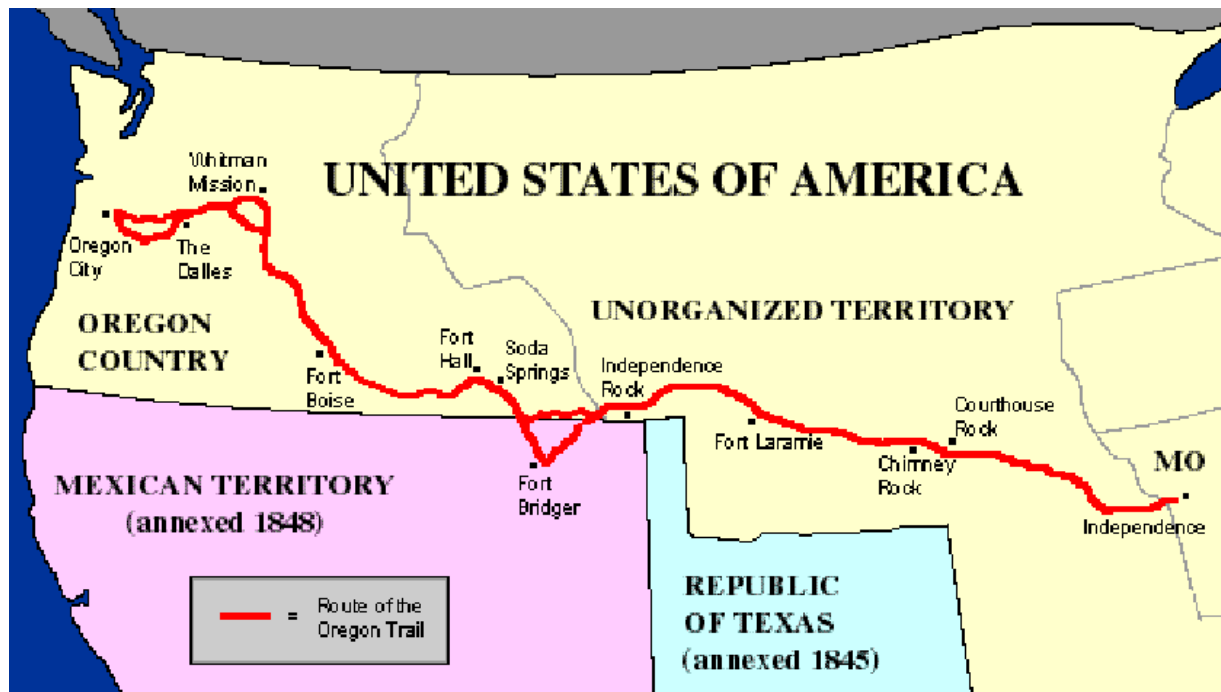 Whitman
Mission
UNITED STATES OF AMERICA
Oregon
City
The
Dalles
OREGON
COUNTRY
Fort
Boise
Fort
Hall
Soda
Springs
UNORGANIZED TERRITORY
Independence
Rock
Fort Laramie
Courthouse
Rock
Chimney
Rock
MO
Independence
Fort
Bridger
MEXICAN TERRITORY
(annexed 1848)
REPUBLIC
OF TEXAS
(annexed 1845)
= Route of the
Oregon Trail